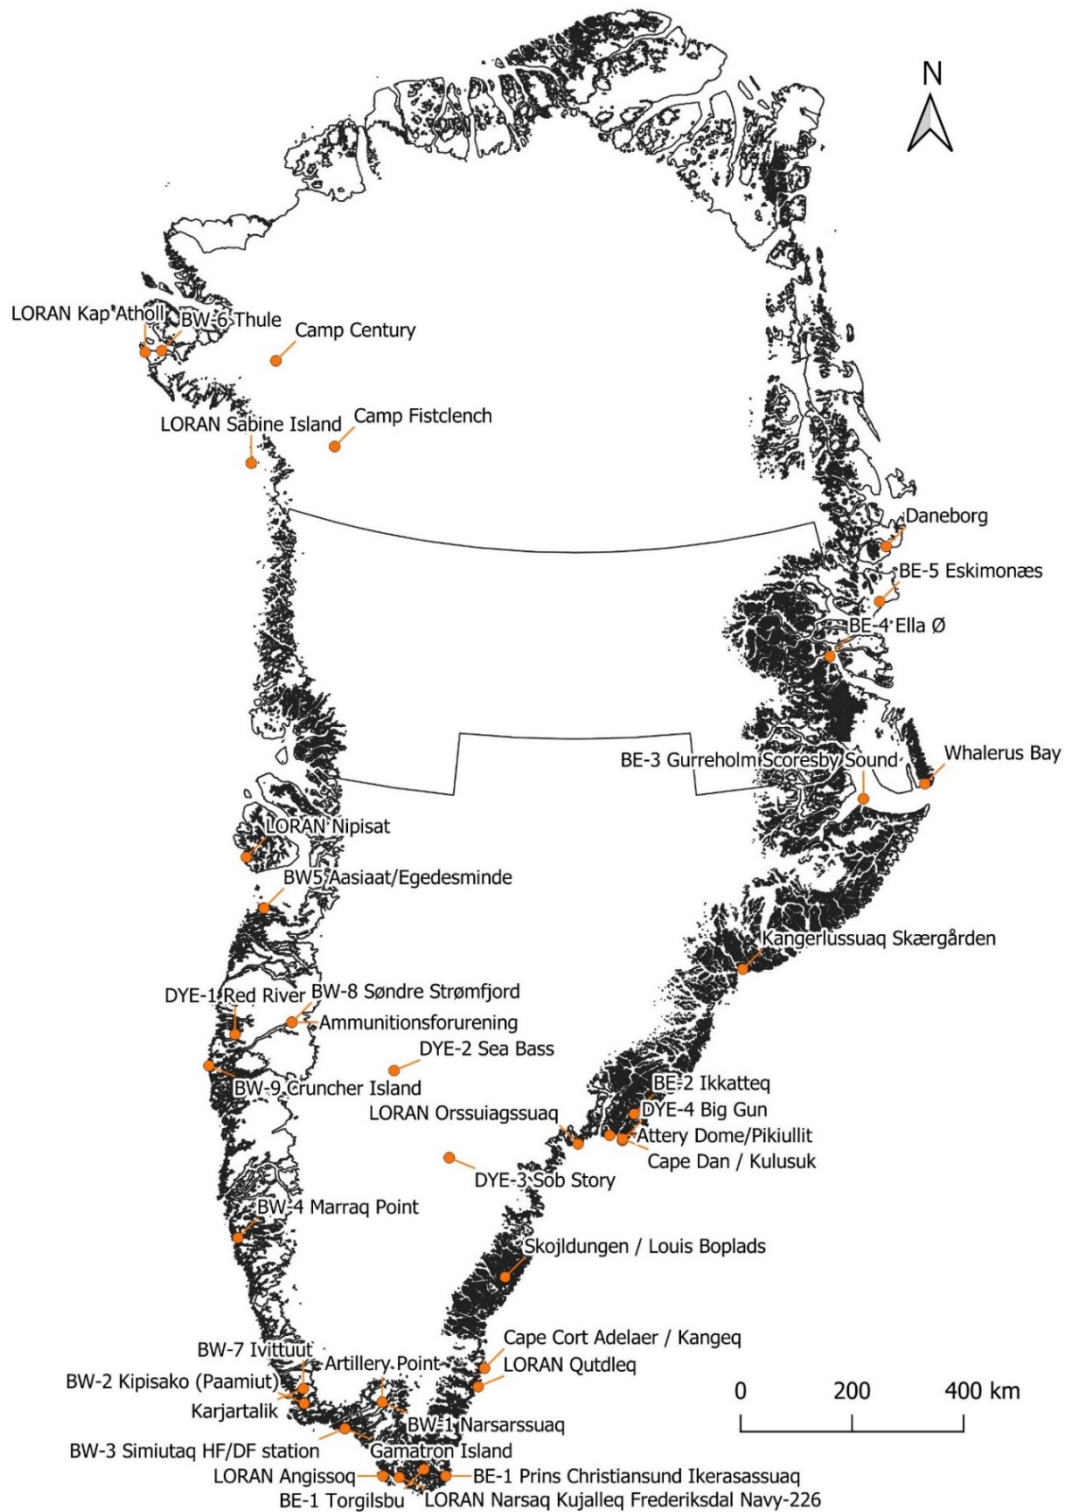 N
LORAN Kap Atholl
BW-6 Thule
Camp Century
LORAN Sabine Island
Camp Fistclench
Daneborg
BE-5 Eskimonæs
BE-4 Ella Ø
BE-3 Gurreholm Scoresby Sound
Whalerus Bay
LORAN Nipisat
BW5 Aasiaat/Egedesminde
Kangerlussuaq Skærgården
DYE-1 Red River
BW-8 Søndre Strømfjord
Ammunitionsforurening
DYE-2 Sea Bass
BW-9 Cruncher Island
BE-2 Ikkatteq
LORAN Orssuiagssuaq
DYE-4 Big Gun
Attery Dome/Pikiullit
Cape Dan / Kulusuk
DYE-3 Sob Story
BW-4 Marraq Point
Skojldungen / Louis Boplads
Cape Cort Adelaer / Kangeq
BW-7 Ivittuut
Artillery Point
LORAN Qutdleq
BW-2 Kipisako (Paamiut)
Karjartalik
BW-1 Narsarssuaq
BW-3 Simiutaq HF/DF station
Gamatron Island
LORAN Angissoq
BE-1 Prins Christiansund Ikerasassuaq
BE-1 Torgilsbu
LORAN Narsaq Kujalleq Frederiksdal Navy-226
0 200 400 km